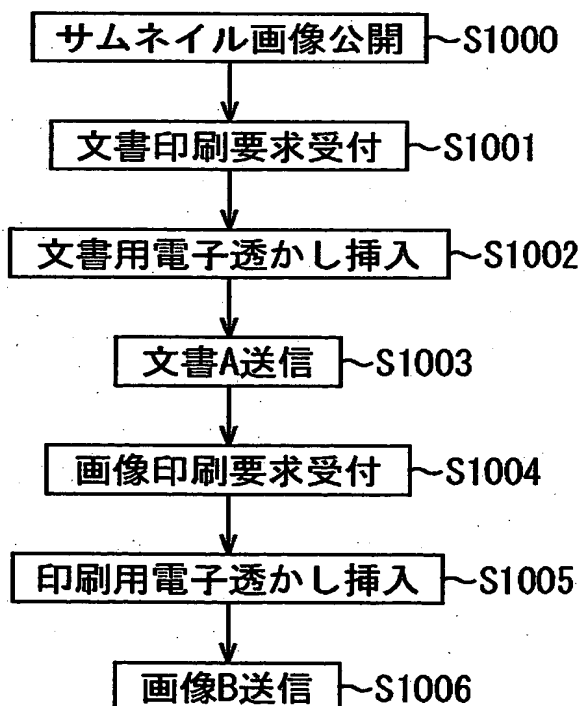 サムネイル画像公開 ～S1000
文書印刷要求受付 ～S1001
文書用電子透かし挿入 ～S1002
文書A送信 ～S1003
画像印刷要求受付 ～S1004
印刷用電子透かし挿入 ～S1005
画像B送信 ～S1006